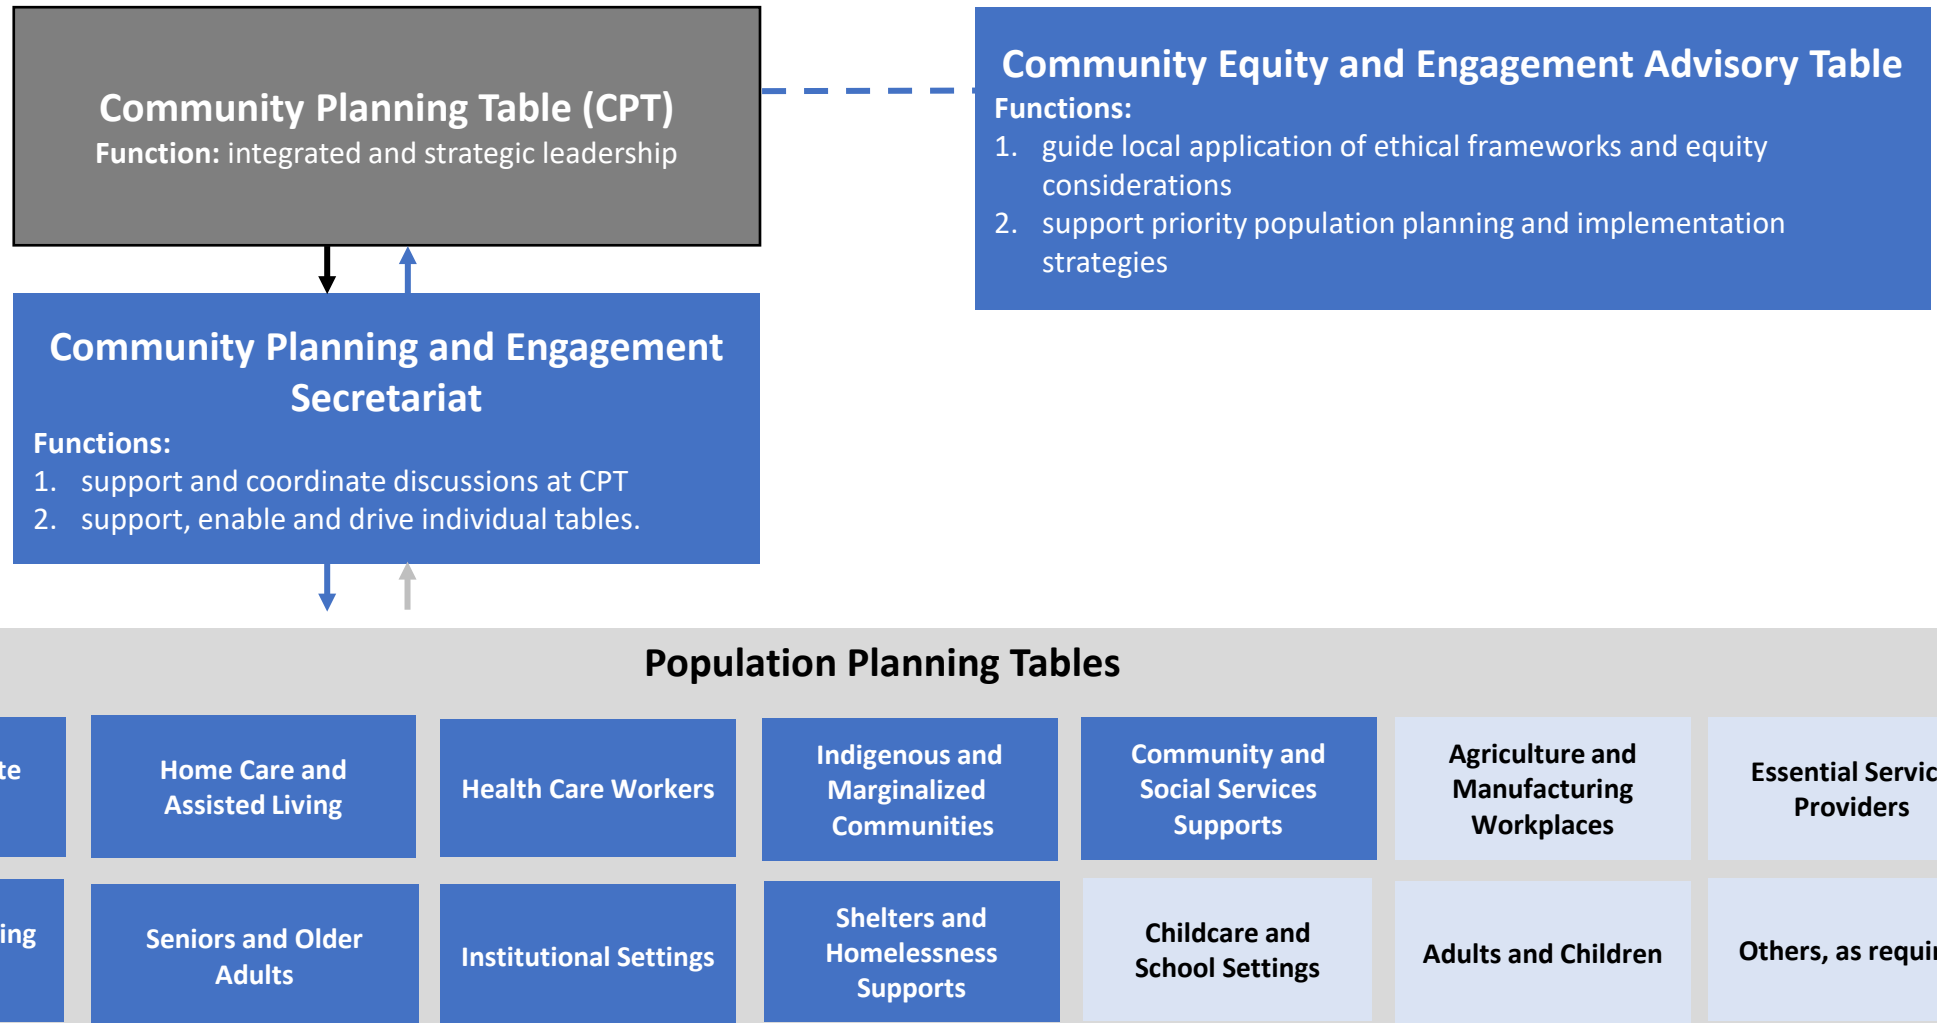 Community Planning Table (CPT)
Function: integrated and strategic leadership
Community Equity and Engagement Advisory Table
Functions:
1. guide local application of ethical frameworks and equity
considerations
2. support priority population planning and implementation
strategies
Community Planning and Engagement
Secretariat
Functions:
1. support and coordinate discussions at CPT
2. support, enable and drive individual tables.
Population Planning Tables
Home Care and
Assisted Living
Health Care Workers
Indigenous and
Marginalized
Communities
Community and
Social Services
Supports
Agriculture and
Manufacturing
Workplaces
Essential
Providers
Seniors and Older
Adults
Institutional Settings
Shelters and
Homelessness
Supports
Childcare and
School Settings
Adults and Children
Others, as